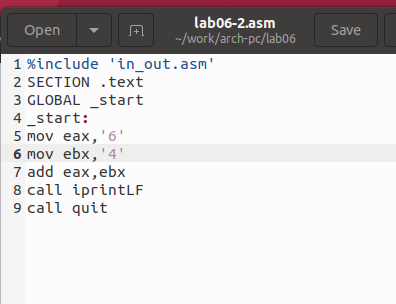 Open
lab06-2.asm
~/work/arch-pc/lab06
Save
1 %include 'in_out.asm'
2 SECTION .text
3 GLOBAL _start
4 _start:
5 mov eax,'6'
6 mov ebx,'4'
7 add eax,ebx
8 call iprintLF
9 call quit